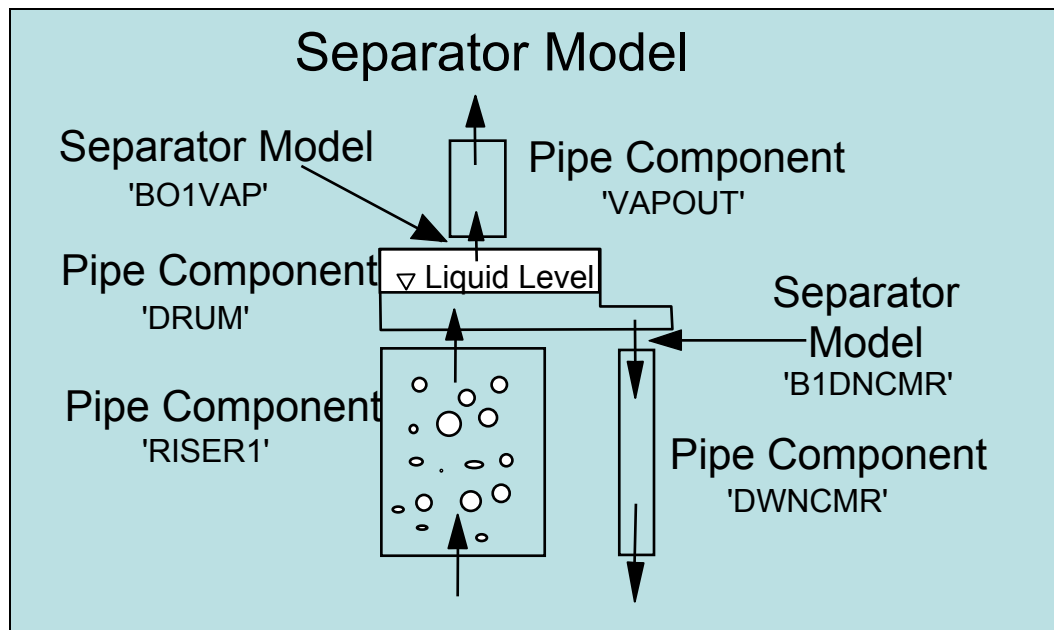 Separator Model
Separator Model
'BO1VAP'
Pipe Component
'VAPOUT'
Pipe Component
'DRUM'
Liquid Level
Separator
Model
'B1DNCMR'
Pipe Component
'RISER1'
Pipe Component
'DWNCMR'